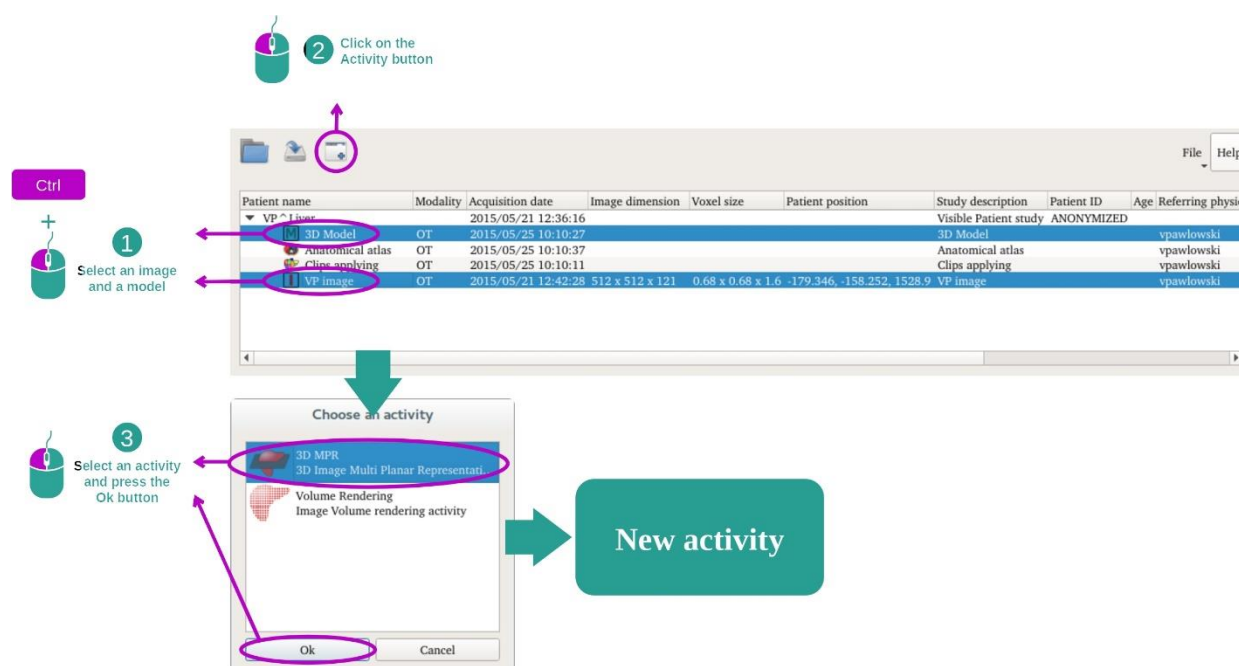 2
Click on the
Activity button
Ctrl
+
1
Select an image
and a model
File Help
Patient name Modality Acquisition date Image dimension Voxel size Patient position Study description Patient ID Age Referring physic
VP ^ Liver 2015/05/21 12:36:16 Visible Patient study ANONYMIZED
M 3D Model OT 2015/05/25 10:10:27 3D Model vpawlowski
Anatomical atlas OT 2015/05/25 10:10:37 Anatomical atlas vpawlowski
Clips applying OT 2015/05/25 10:10:11 Clips applying vpawlowski
I VP image OT 2015/05/21 12:42:28 512 x 512 x 121 0.68 x 0.68 x 1.6 -179.346, -158.252, 1528.9 VP image vpawlowski
Choose an activity
3
Select an activity
and press the
Ok button
3D MPR
3D Image Multi Planar Representati...
Volume Rendering
Image Volume rendering activity
New activity
Ok Cancel